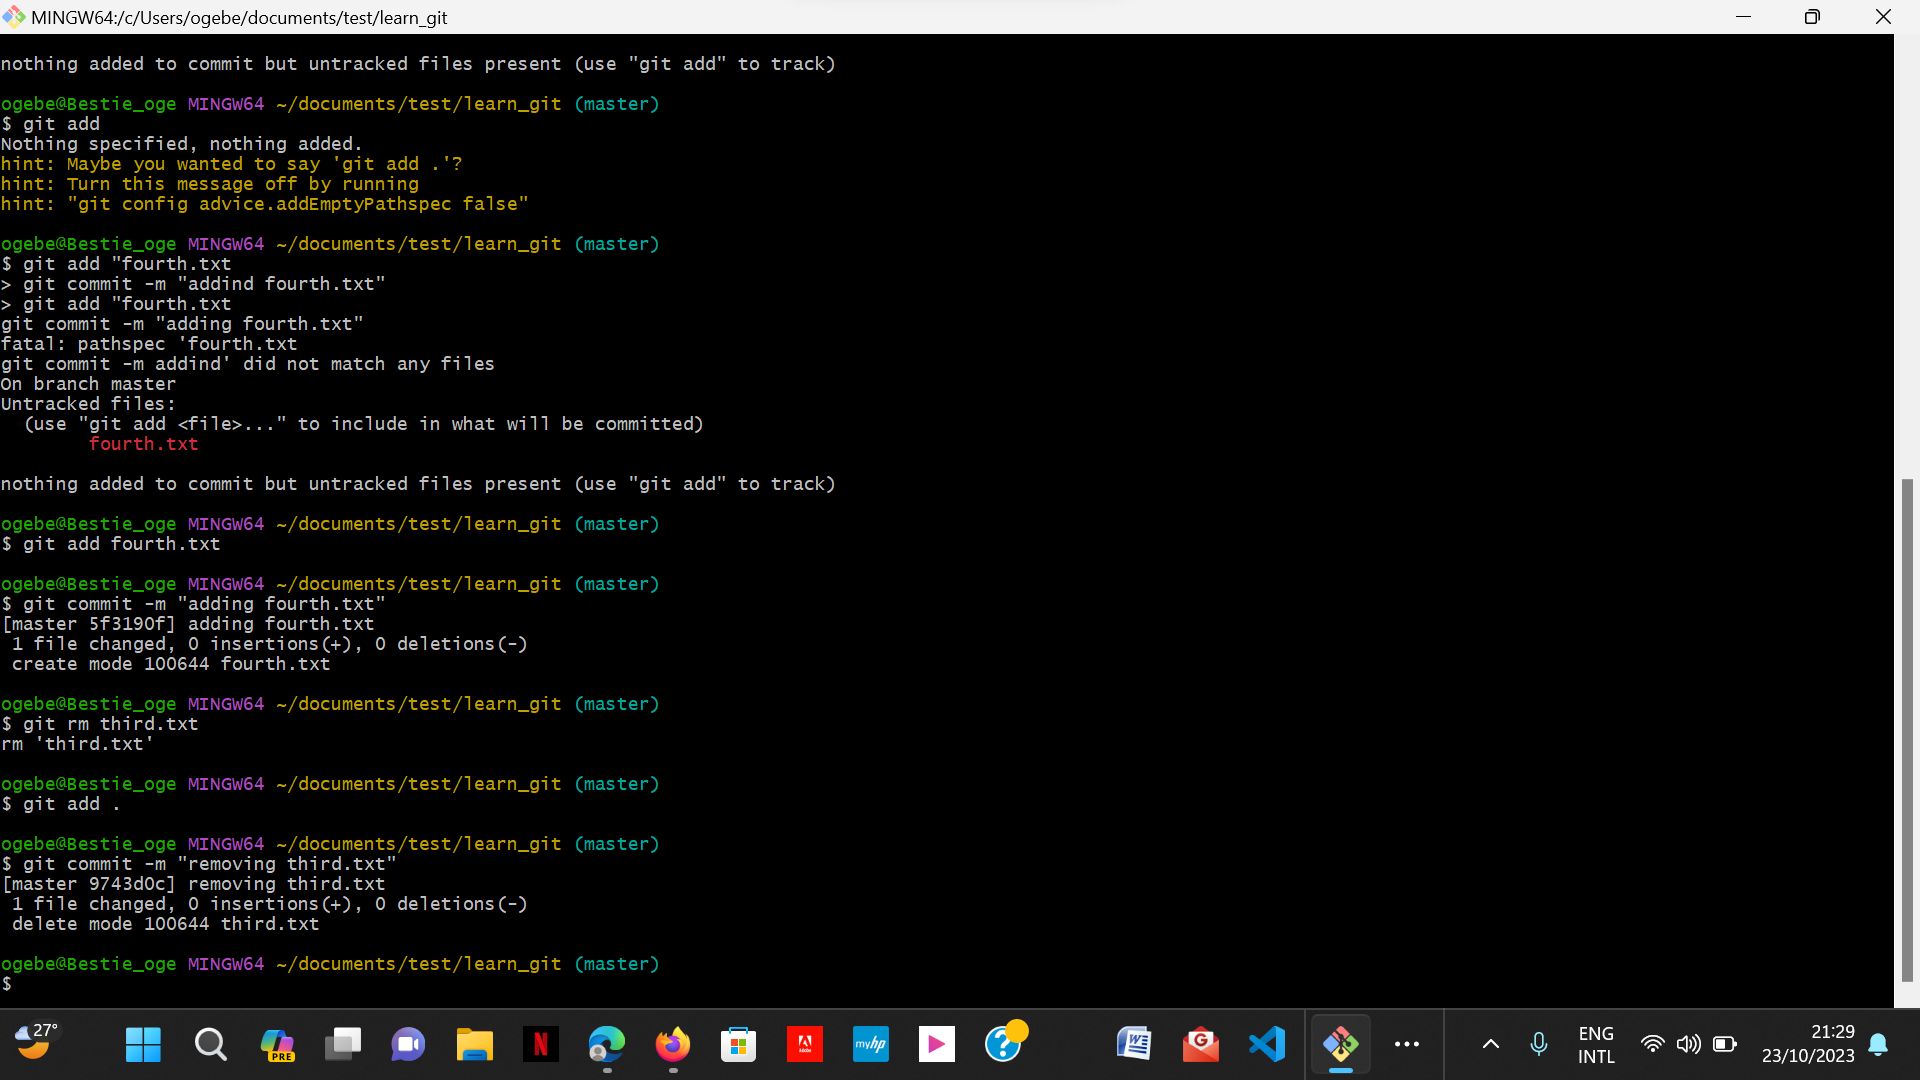 MINGW64:/c/Users/ogebe/documents/test/learn_git
nothing added to commit but untracked files present (use "git add" to track)
ogebe@Bestie_oge MINGW64 ~/documents/test/learn_git (master)
$ git add
Nothing specified, nothing added.
hint: Maybe you wanted to say 'git add .'?
hint: Turn this message off by running
hint: "git config advice.addEmptyPathspec false"
ogebe@Bestie_oge MINGW64 ~/documents/test/learn_git (master)
$ git add "fourth.txt
> git commit -m "addind fourth.txt"
> git add "fourth.txt
git commit -m "adding fourth.txt"
fatal: pathspec 'fourth.txt
git commit -m addind' did not match any files
On branch master
Untracked files:
  (use "git add <file>..." to include in what will be committed)
        fourth.txt
nothing added to commit but untracked files present (use "git add" to track)
ogebe@Bestie_oge MINGW64 ~/documents/test/learn_git (master)
$ git add fourth.txt
ogebe@Bestie_oge MINGW64 ~/documents/test/learn_git (master)
$ git commit -m "adding fourth.txt"
[master 5f3190f] adding fourth.txt
 1 file changed, 0 insertions(+), 0 deletions(-)
 create mode 100644 fourth.txt
ogebe@Bestie_oge MINGW64 ~/documents/test/learn_git (master)
$ git rm third.txt
rm 'third.txt'
ogebe@Bestie_oge MINGW64 ~/documents/test/learn_git (master)
$ git add .
ogebe@Bestie_oge MINGW64 ~/documents/test/learn_git (master)
$ git commit -m "removing third.txt"
[master 9743d0c] removing third.txt
 1 file changed, 0 insertions(+), 0 deletions(-)
 delete mode 100644 third.txt
ogebe@Bestie_oge MINGW64 ~/documents/test/learn_git (master)
$
27°
PRE
N
Adobe
myhp
?
W
G
ENG
INTL
21:29
23/10/2023